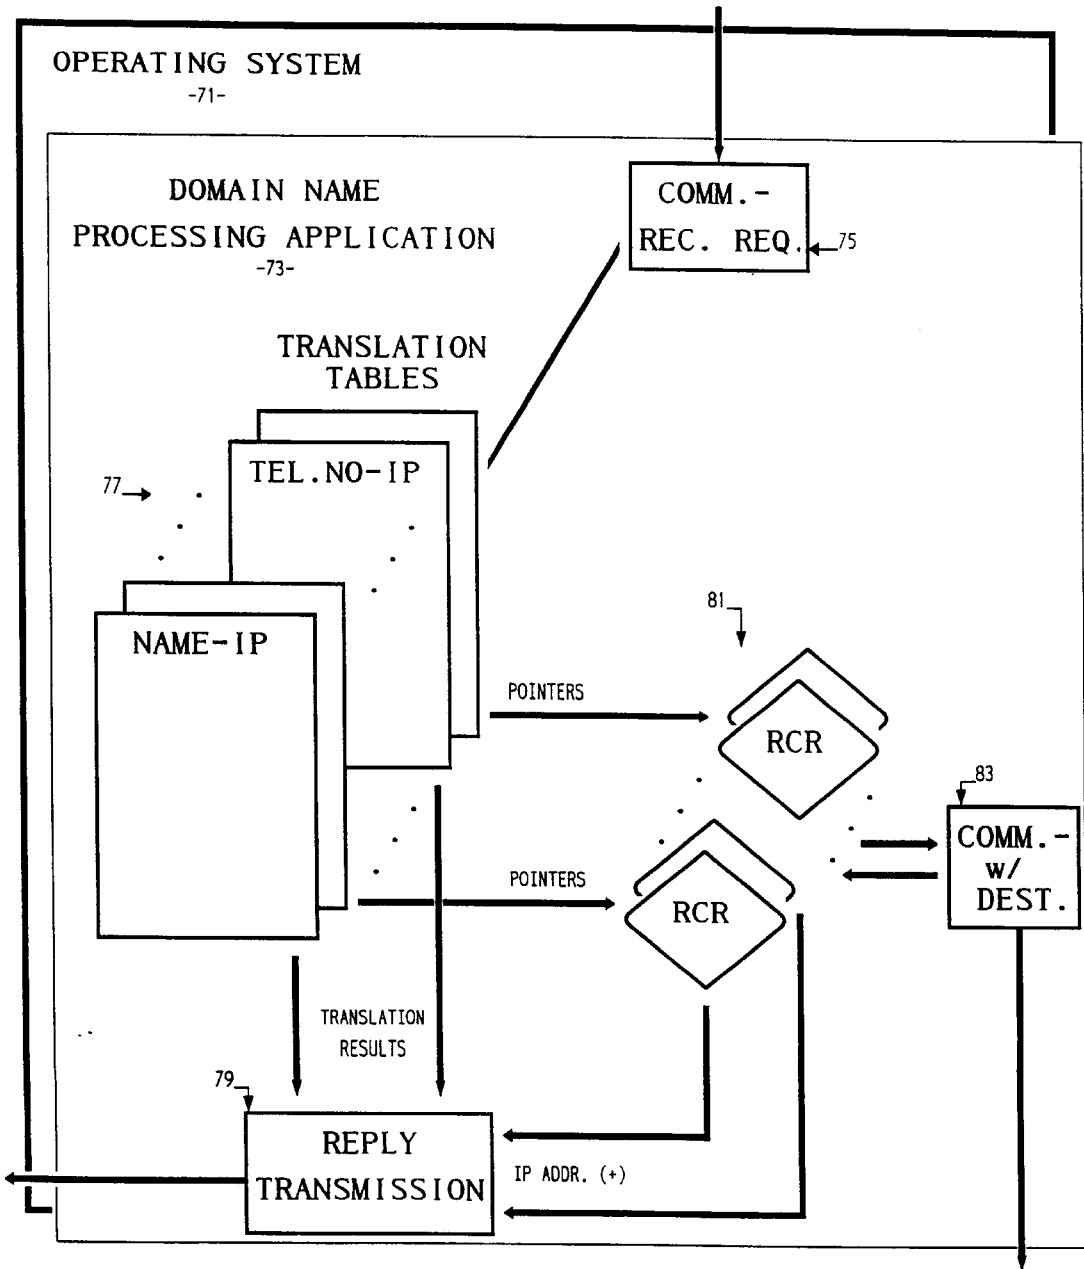 OPERATING SYSTEM
-71-
DOMAIN NAME
PROCESSING APPLICATION
-73-
COMM.-
REC. REQ.
75
TRANSLATION
TABLES
TEL.NO-IP
77
NAME-IP
81
POINTERS
RCR
83
COMM.-
w/
DEST.
POINTERS
RCR
TRANSLATION
RESULTS
79
REPLY
TRANSMISSION
IP ADDR. (+)